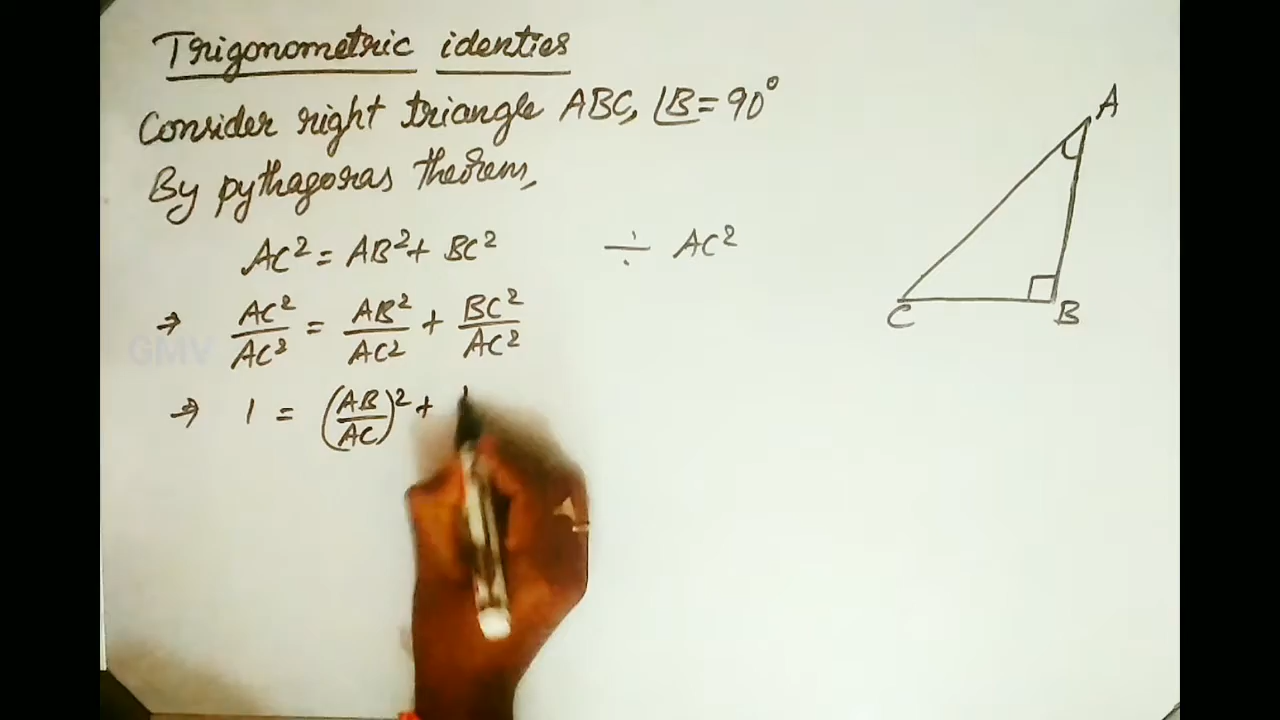 Trigonometric identies
Consider right triangle ABC, ∠B = 90°
By pythagoras theorem,
AC² = AB² + BC² ÷ AC²
⇒ AC²/AC² = AB²/AC² + BC²/AC²
⇒ 1 = (AB/AC)² +
A
C
B
GMV